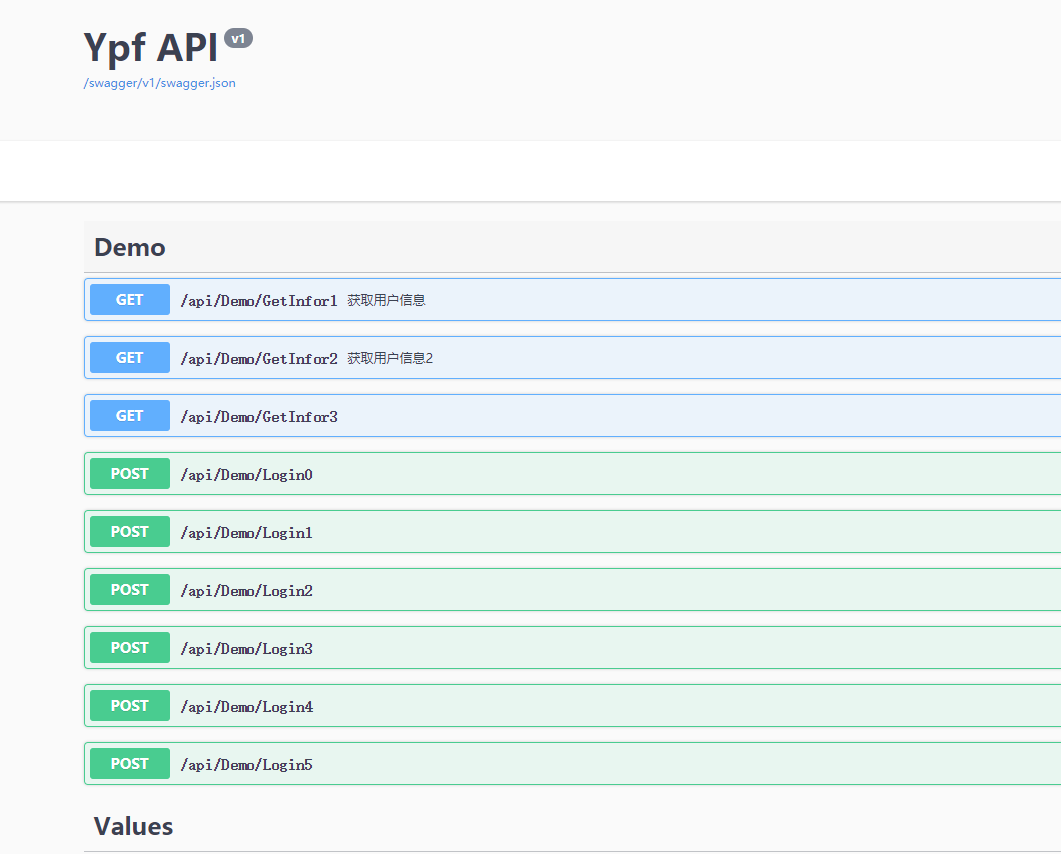 Ypf API v1
/swagger/v1/swagger.json
Demo
GET /api/Demo/GetInfor1 获取用户信息
GET /api/Demo/GetInfor2 获取用户信息2
GET /api/Demo/GetInfor3
POST /api/Demo/Login0
POST /api/Demo/Login1
POST /api/Demo/Login2
POST /api/Demo/Login3
POST /api/Demo/Login4
POST /api/Demo/Login5
Values